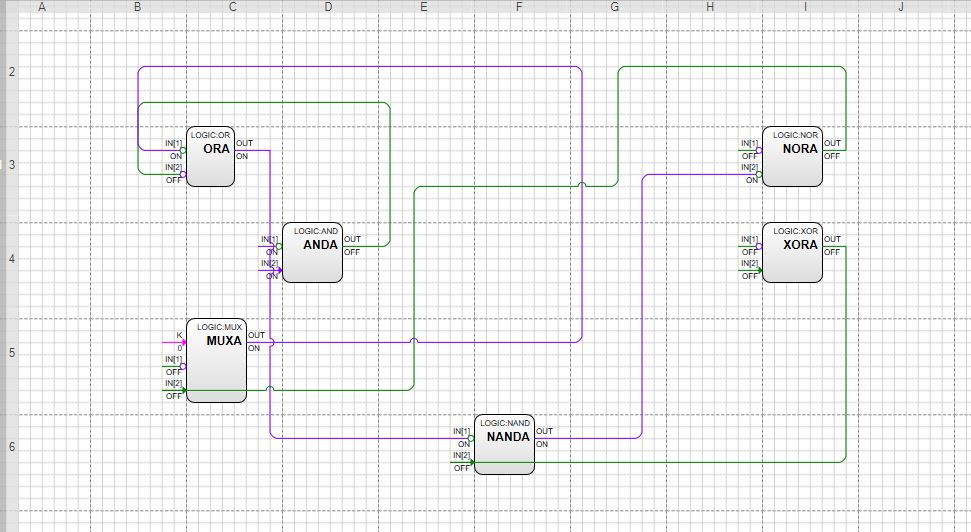 A B C D E F G H I J
2
3
4
5
6
LOGIC:OR
ORA
IN[1]
ON
IN[2]
OFF
OUT
ON
LOGIC:NOR
NORA
IN[1]
OFF
IN[2]
ON
OUT
OFF
LOGIC:AND
ANDA
IN[1]
ON
IN[2]
ON
OUT
OFF
LOGIC:XOR
XORA
IN[1]
OFF
IN[2]
OFF
OUT
OFF
LOGIC:MUX
MUXA
K
0
IN[1]
OFF
IN[2]
OFF
OUT
ON
LOGIC:NAND
NANDA
IN[1]
ON
IN[2]
OFF
OUT
ON